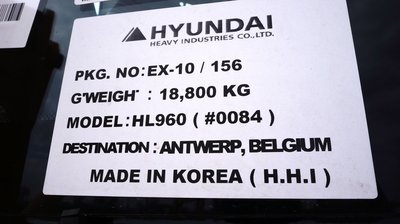 HYUNDAI
HEAVY INDUSTRIES CO.,LTD.
PKG. NO:EX-10 / 156
G'WEIGH' : 18,800 KG
MODEL:HL960 ( #0084 )
DESTINATION: ANTWERP, BELGIUM
MADE IN KOREA ( H.H.I )